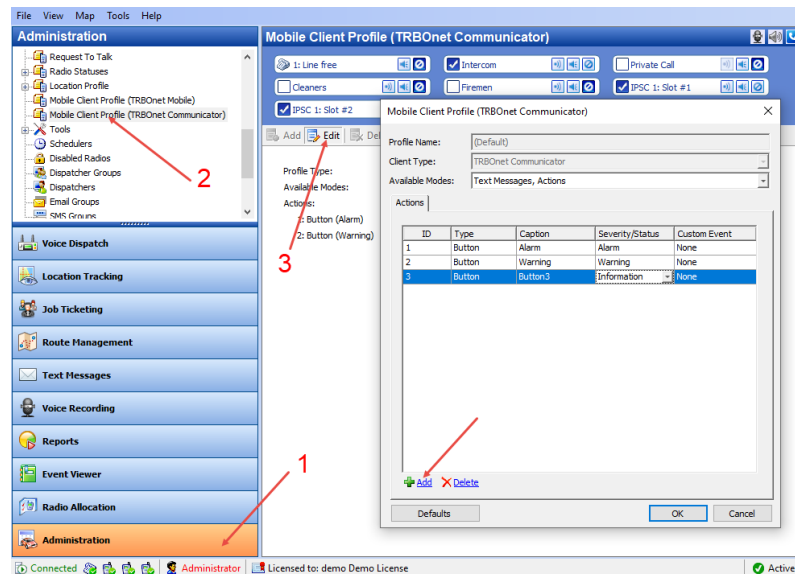 File View Map Tools Help
Administration
Request To Talk
Radio Statuses
Location Profile
Mobile Client Profile (TRBOnet Mobile)
Mobile Client Profile (TRBOnet Communicator)
Tools
Schedulers
Disabled Radios
Dispatcher Groups
Dispatchers
Email Groups
SMS Groups
2
Voice Dispatch
Location Tracking
Job Ticketing
Route Management
Text Messages
Voice Recording
Reports
Event Viewer
Radio Allocation
1
Administration
Mobile Client Profile (TRBOnet Communicator)
1: Line free
Intercom
Private Call
Cleaners
Firemen
IPSC 1: Slot #1
IPSC 1: Slot #2
Add Edit Del
Profile Type:
Available Modes:
Actions:
1: Button (Alarm)
2: Button (Warning)
3
Mobile Client Profile (TRBOnet Communicator)
Profile Name: (Default)
Client Type: TRBOnet Communicator
Available Modes: Text Messages, Actions
Actions
ID Type Caption Severity/Status Custom Event
1 Button Alarm Alarm None
2 Button Warning Warning None
3 Button Button3 Information None
Add Delete
Defaults OK Cancel
Connected Administrator Licensed to: demo Demo License Active